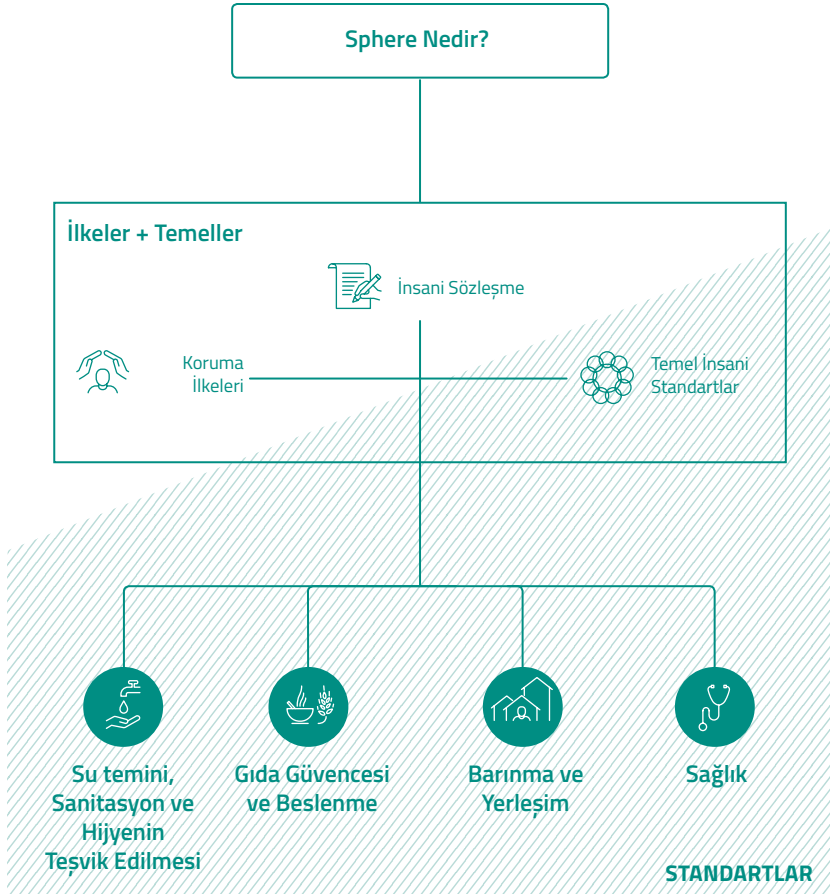 Sphere Nedir?
İlkeler + Temeller
İnsani Sözleşme
Koruma
İlkeleri
Temel İnsani
Standartlar
Su temini,
Sanitasyon ve
Hijyenin
Teşvik Edilmesi
Gıda Güvencesi
ve Beslenme
Barınma ve
Yerleşim
Sağlık
STANDARTLAR